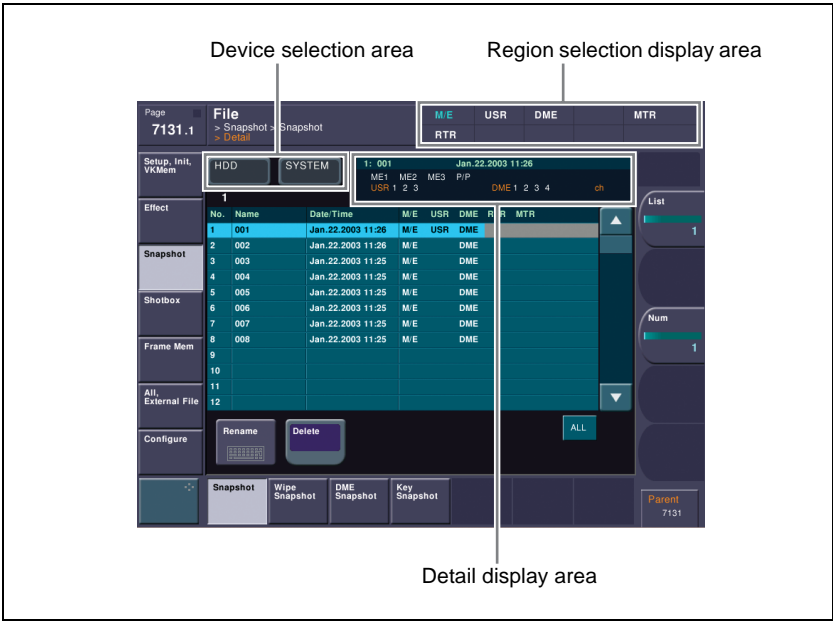 Device selection area
Region selection display area
Page
7131.1
File
> Snapshot > Snapshot
> Detail
M/E USR DME MTR
RTR
Setup, Init, VKMem
Effect
Snapshot
Shotbox
Frame Mem
All, External File
Configure
HDD SYSTEM
1: 001 Jan.22.2003 11:26
ME1 ME2 ME3 P/P
USR 1 2 3 DME 1 2 3 4 ch
1
No. Name Date/Time M/E USR DME RTR MTR
1 001 Jan.22.2003 11:26 M/E USR DME
2 002 Jan.22.2003 11:26 M/E DME
3 003 Jan.22.2003 11:25 M/E DME
4 004 Jan.22.2003 11:25 M/E DME
5 005 Jan.22.2003 11:25 M/E DME
6 006 Jan.22.2003 11:25 M/E DME
7 007 Jan.22.2003 11:25 M/E DME
8 008 Jan.22.2003 11:25 M/E DME
9
10
11
12
List
1
Num
1
Rename
Delete
ALL
Snapshot
Wipe Snapshot
DME Snapshot
Key Snapshot
Parent
7131
Detail display area